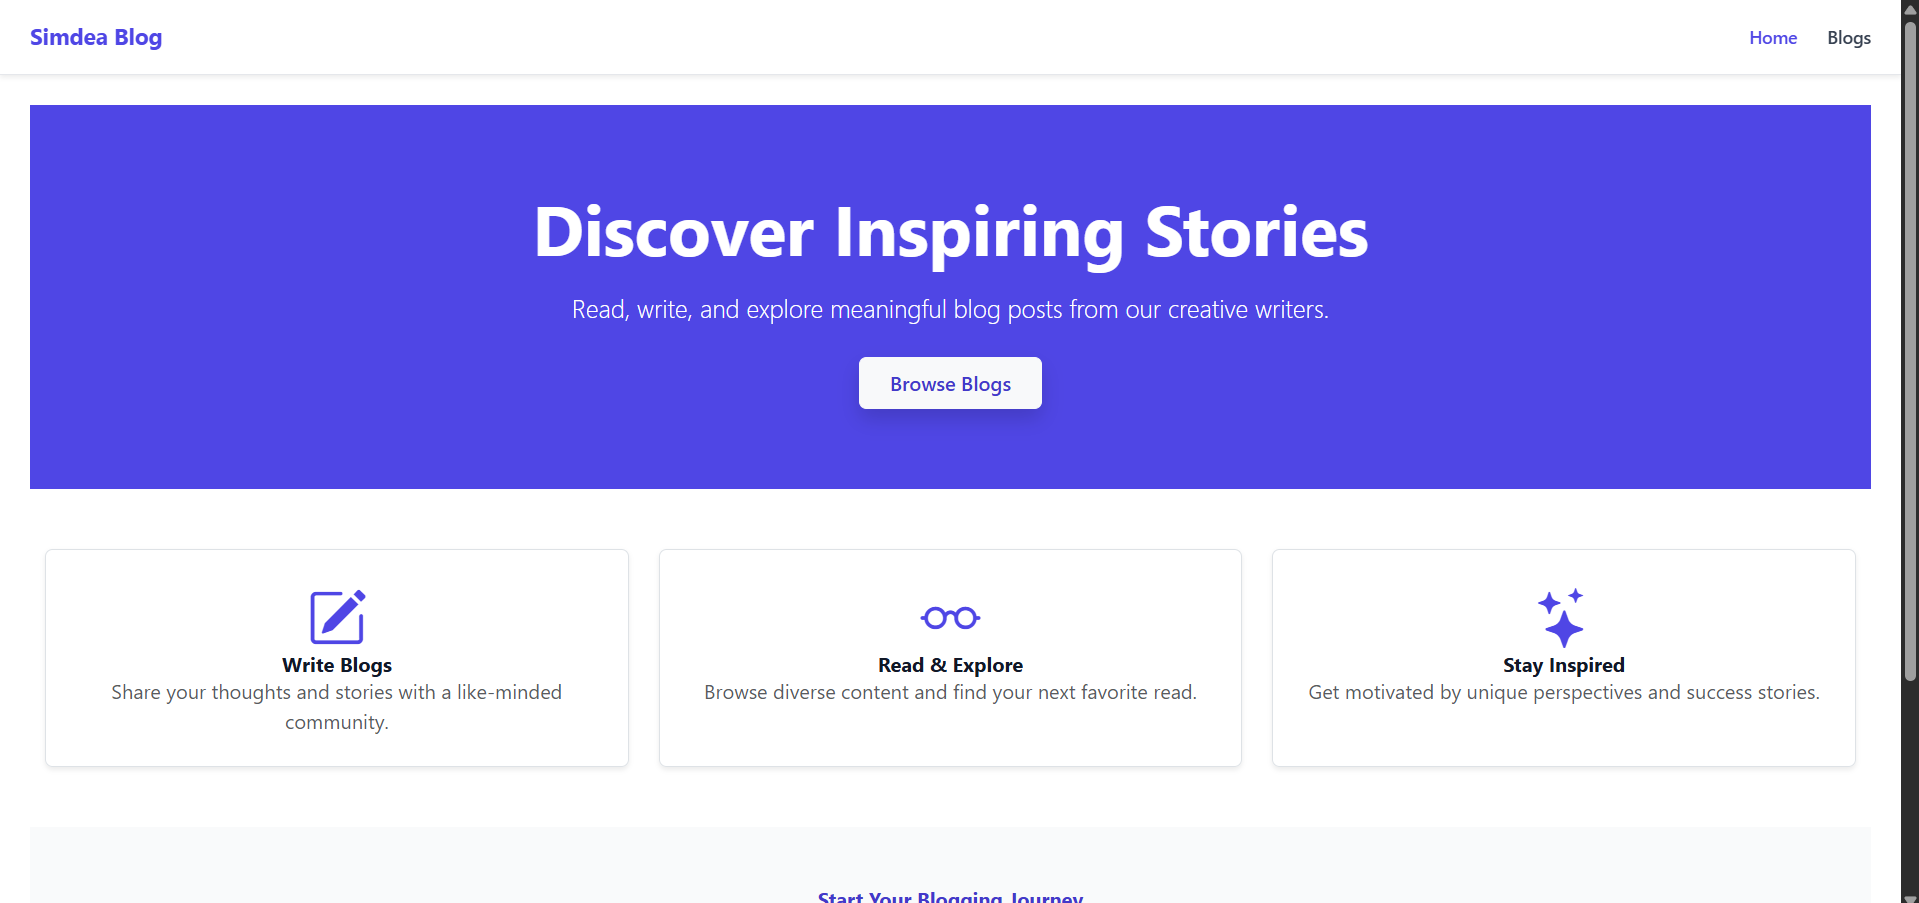 Simdea Blog
Home
Blogs
Discover Inspiring Stories
Read, write, and explore meaningful blog posts from our creative writers.
Browse Blogs
Write Blogs
Share your thoughts and stories with a like-minded
community.
Read & Explore
Browse diverse content and find your next favorite read.
Stay Inspired
Get motivated by unique perspectives and success stories.
Start Your Blogging Journey